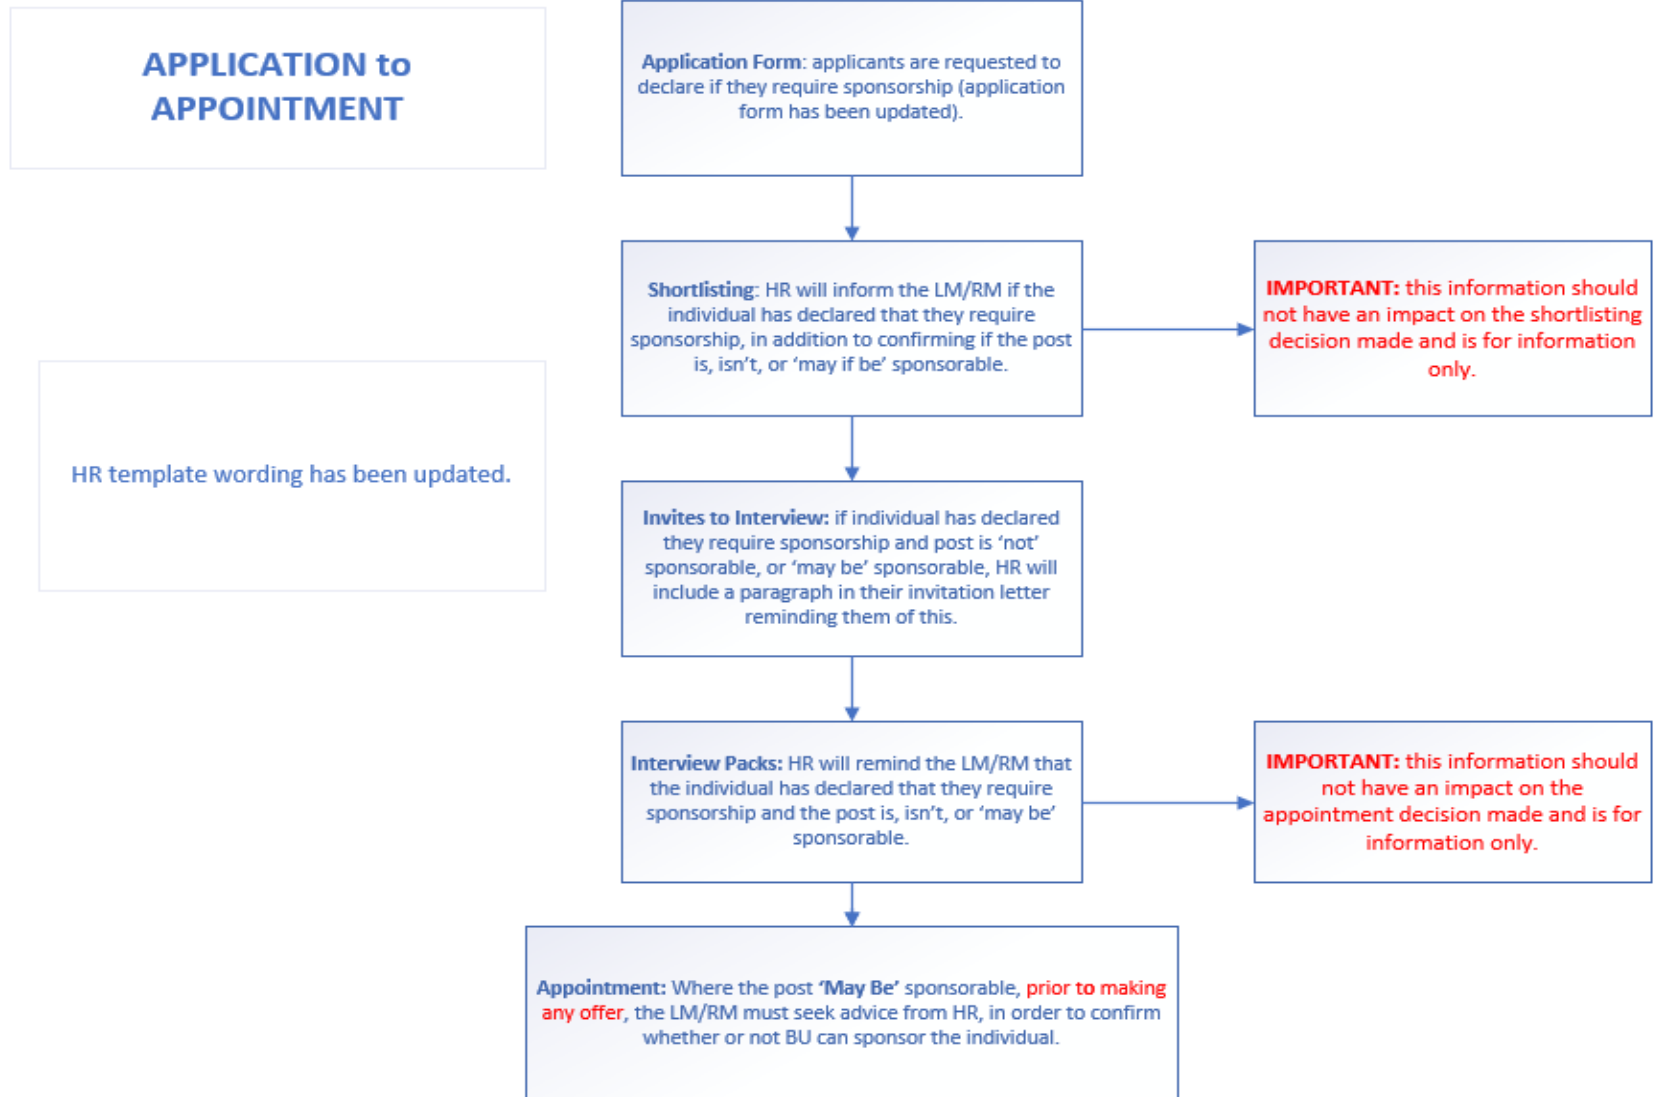 APPLICATION to
APPOINTMENT
Application Form: applicants are requested to
declare if they require sponsorship (application
form has been updated).
Shortlisting: HR will inform the LM/RM if the
individual has declared that they require
sponsorship, in addition to confirming if the post
is, isn’t, or ‘may if be’ sponsorable.
IMPORTANT: this information should
not have an impact on the shortlisting
decision made and is for information
only.
HR template wording has been updated.
Invites to Interview: if individual has declared
they require sponsorship and post is ‘not’
sponsorable, or ‘may be’ sponsorable, HR will
include a paragraph in their invitation letter
reminding them of this.
Interview Packs: HR will remind the LM/RM that
the individual has declared that they require
sponsorship and the post is, isn’t, or ‘may be’
sponsorable.
IMPORTANT: this information should
not have an impact on the
appointment decision made and is for
information only.
Appointment: Where the post ‘May Be’ sponsorable, prior to making
any offer, the LM/RM must seek advice from HR, in order to confirm
whether or not BU can sponsor the individual.